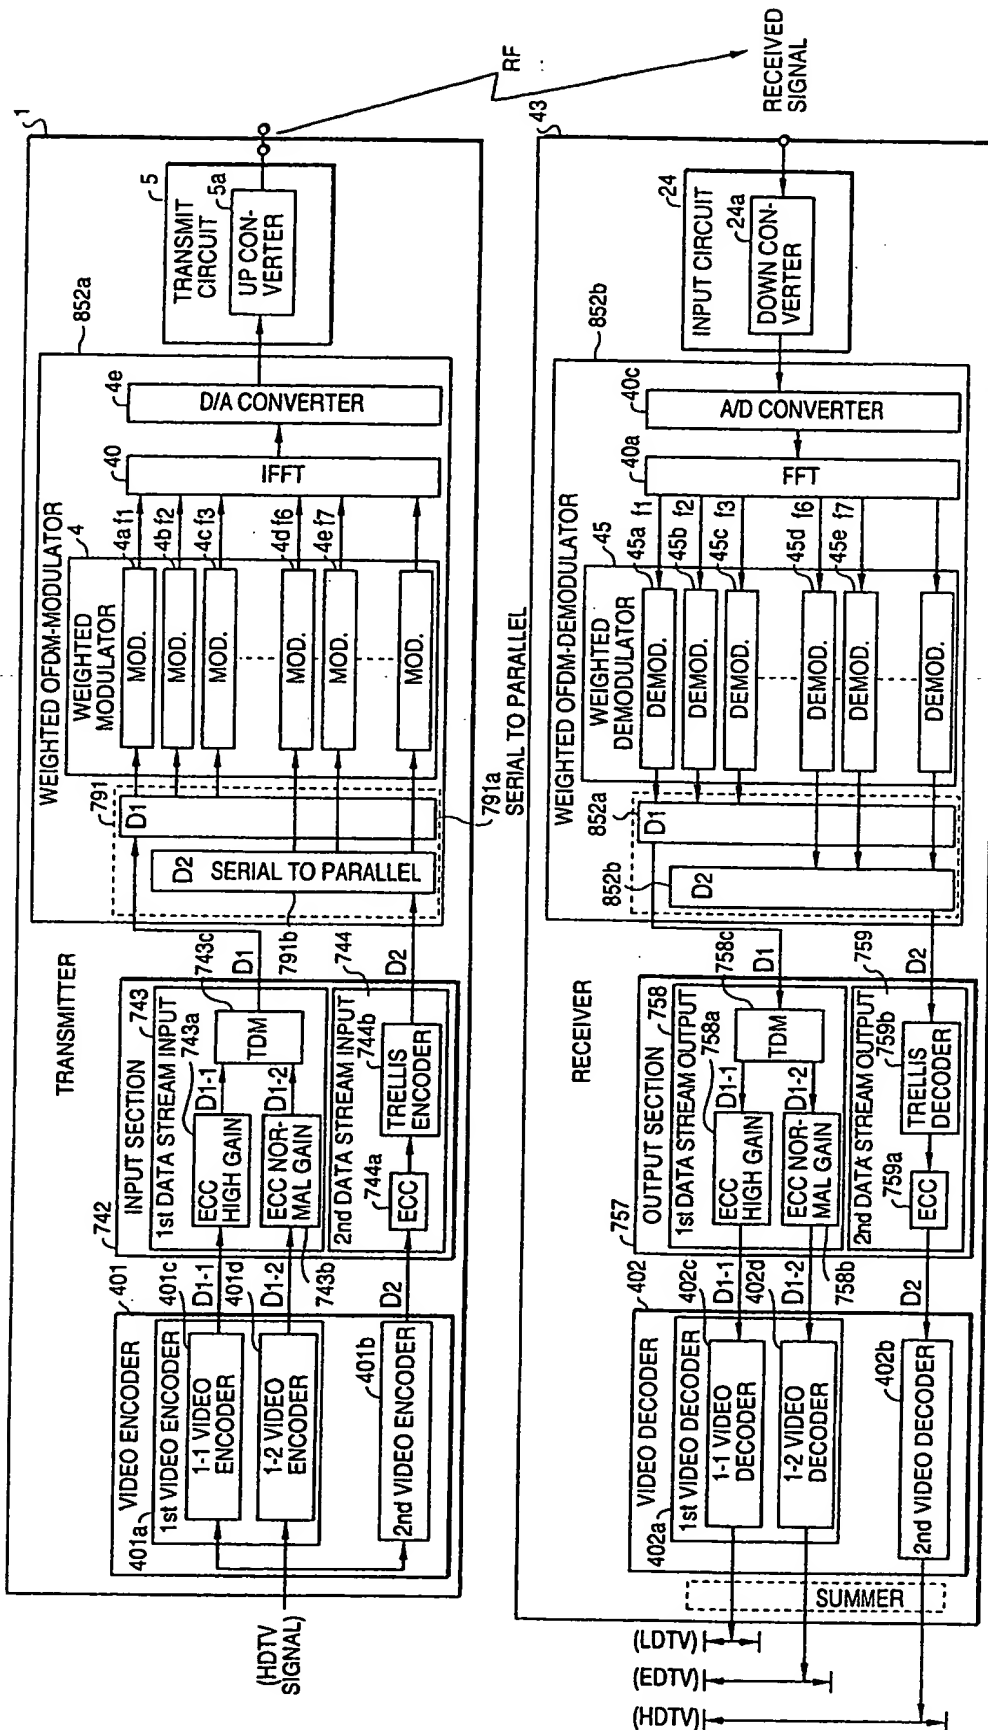 TRANSMITTER
1
(HDTV
SIGNAL)
VIDEO ENCODER
401
401a
1st VIDEO ENCODER
401c
1-1 VIDEO
ENCODER
401d
1-2 VIDEO
ENCODER
401b
2nd VIDEO ENCODER
D1-1
D1-2
D2
742
INPUT SECTION
743
1st DATA STREAM INPUT
743a
ECC
HIGH GAIN
ECC NOR-
MAL GAIN
743b
D1-1
D1-2
TDM
743c
D1
2nd DATA STREAM INPUT
744
744a
ECC
744b
TRELLIS
ENCODER
D2
WEIGHTED OFDM-MODULATOR
852a
791
D1
D2 SERIAL TO PARALLEL
791b
791a
SERIAL TO PARALLEL
WEIGHTED
MODULATOR
4
MOD.
4a f1
MOD.
4b f2
MOD.
4c f3
MOD.
4d f6
MOD.
4e f7
MOD.
40
IFFT
4e
D/A CONVERTER
TRANSMIT
CIRCUIT
5
5a
UP CON-
VERTER
RF
RECEIVED
SIGNAL
RECEIVER
43
INPUT CIRCUIT
24
24a
DOWN CON-
VERTER
WEIGHTED OFDM-DEMODULATOR
852b
40c
A/D CONVERTER
40a
FFT
WEIGHTED
DEMODULATOR
45
45a f1
DEMOD.
45b f2
DEMOD.
45c f3
DEMOD.
45d f6
DEMOD.
45e f7
DEMOD.
DEMOD.
852a
D1
852b
D2
D1
D2
757
OUTPUT SECTION
758
1st DATA STREAM OUTPUT
758a
ECC
HIGH GAIN
ECC NOR-
MAL GAIN
758b
D1-1
D1-2
TDM
758c
2nd DATA STREAM OUTPUT
759
759a
ECC
759b
TRELLIS
DECODER
D1-1
D1-2
D2
VIDEO DECODER
402
402a
1st VIDEO DECODER
402c
1-1 VIDEO
DECODER
402d
1-2 VIDEO
DECODER
402b
2nd VIDEO DECODER
SUMMER
(LDTV)
(EDTV)
(HDTV)